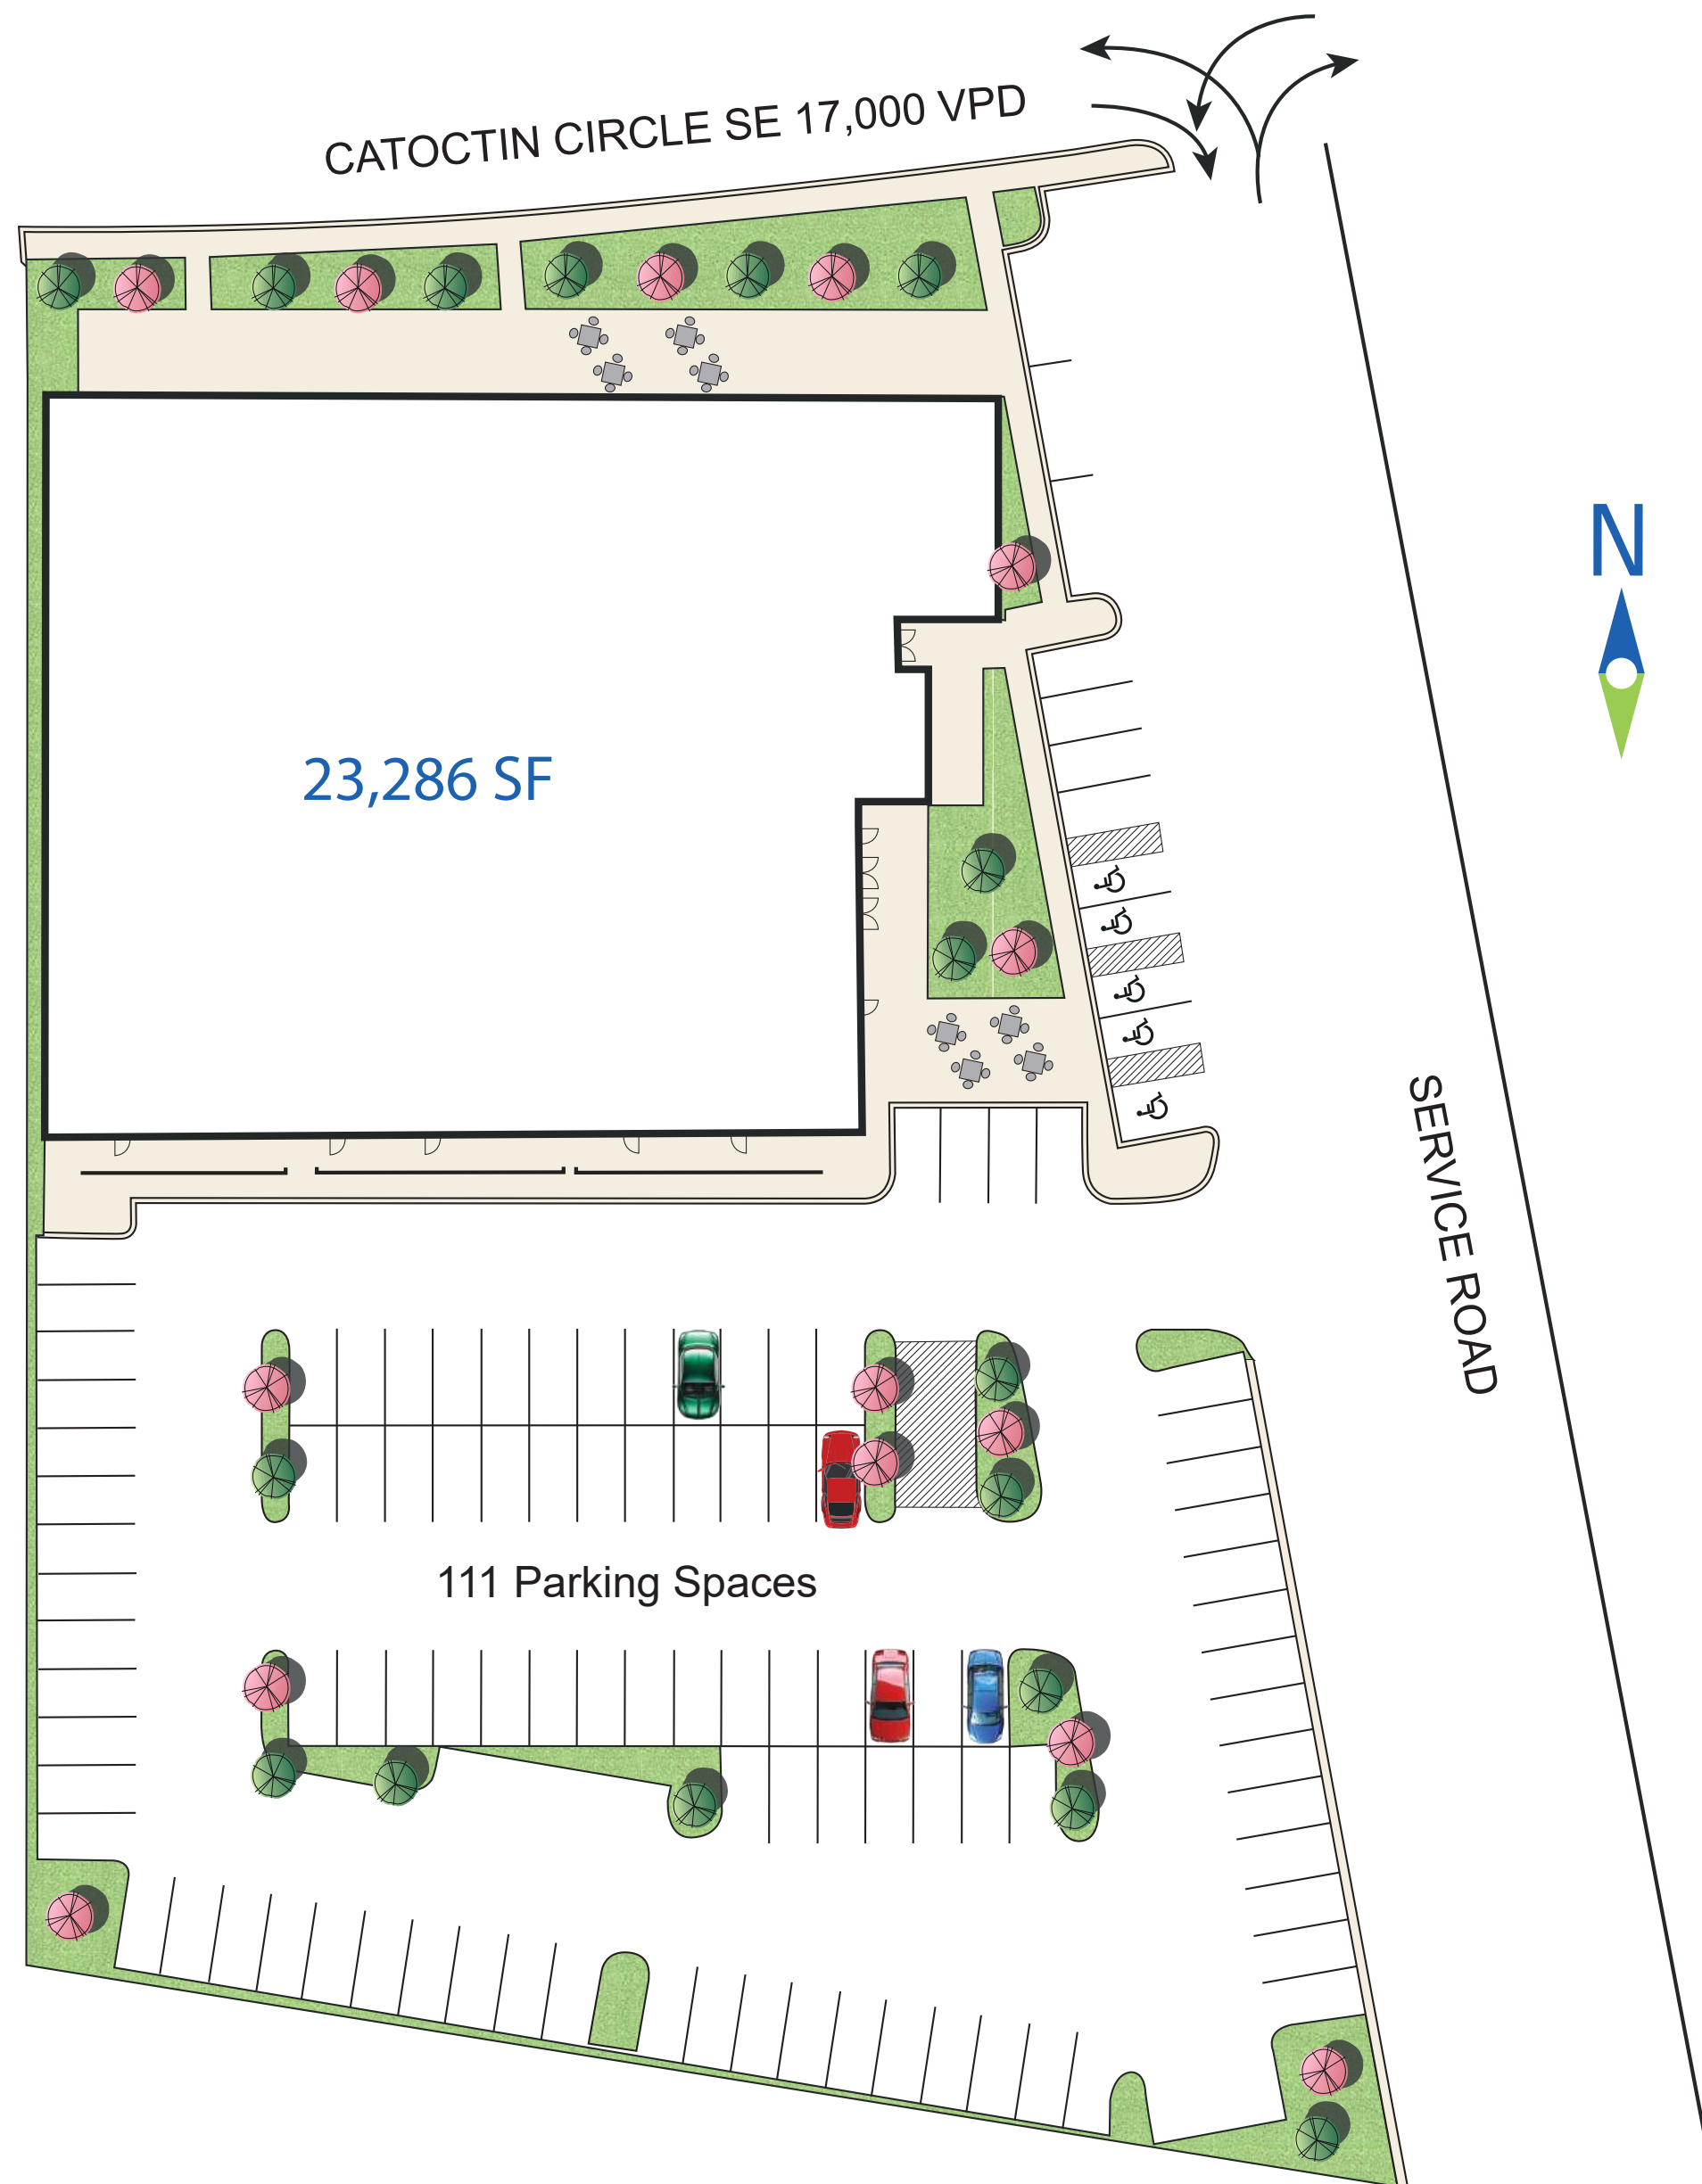 CATOCTIN CIRCLE SE 17,000 VPD
N
23,286 SF
SERVICE ROAD
111 Parking Spaces